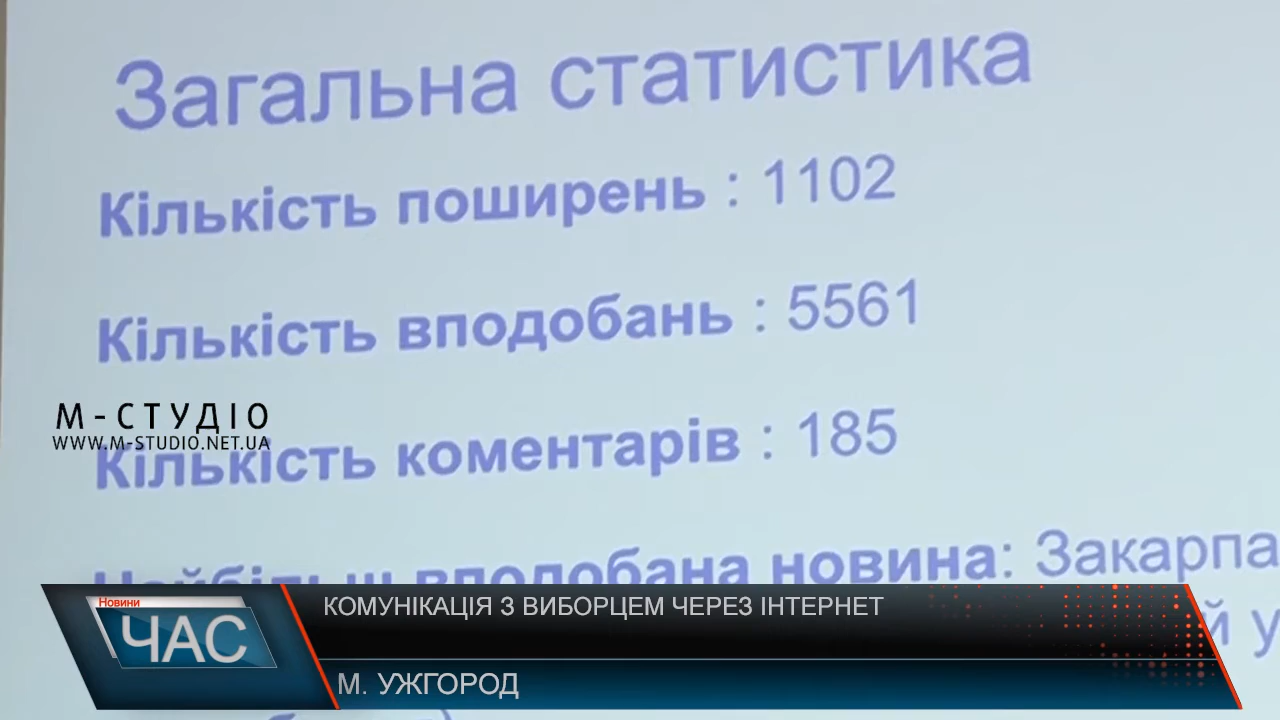 Загальна статистика
Кількість поширень : 1102
Кількість вподобань : 5561
М-СТУДІО
WWW.M-STUDIO.NET.UA
Кількість коментарів : 185
Найбільш вподобана новина: Закарпа
й у
Новини
ЧАС
КОМУНІКАЦІЯ З ВИБОРЦЕМ ЧЕРЕЗ ІНТЕРНЕТ
М. УЖГОРОД